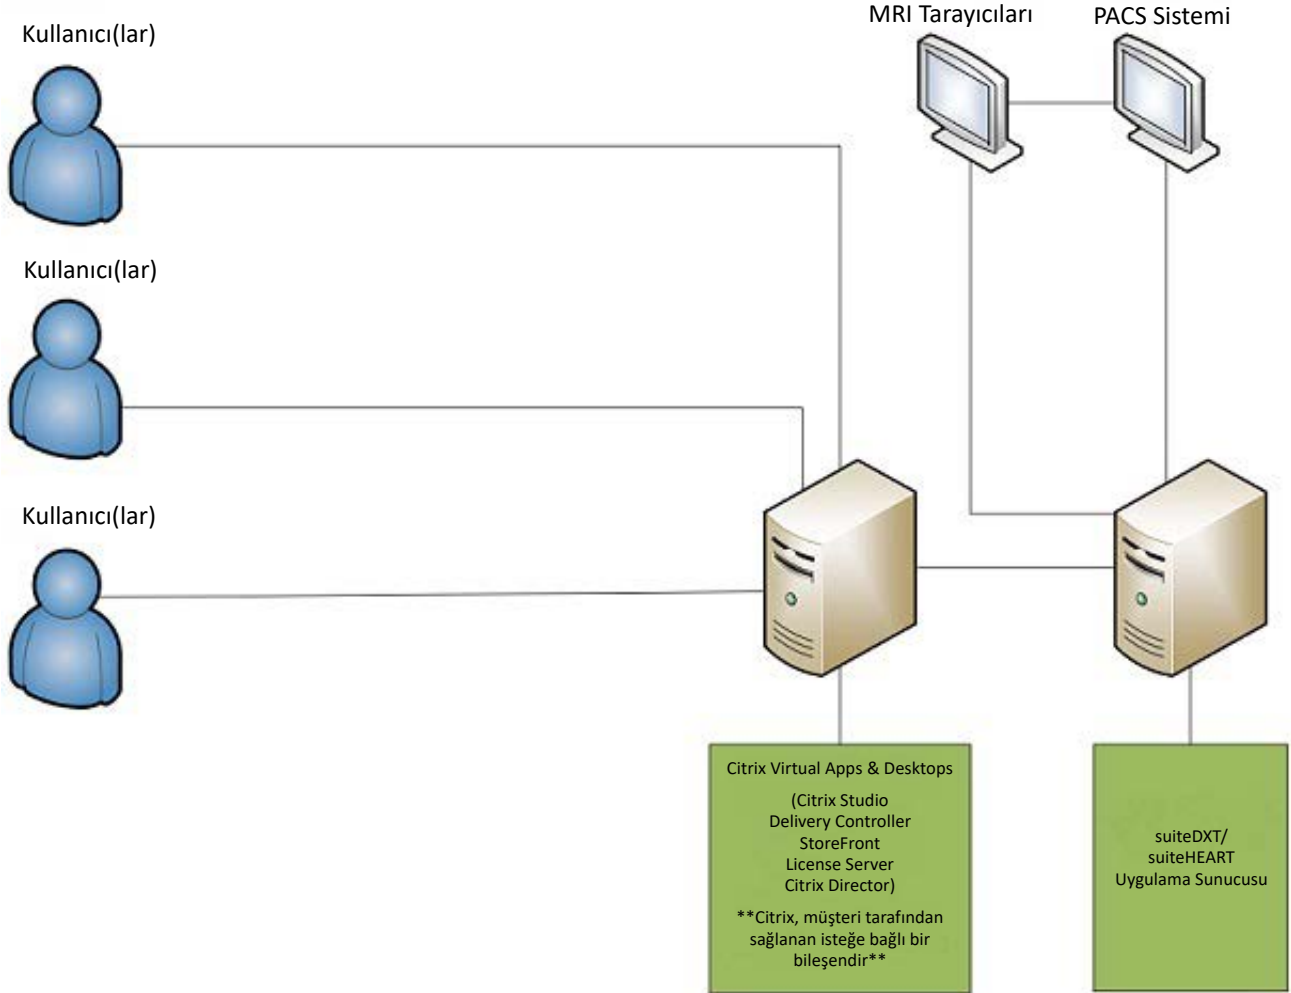 MRI Tarayıcıları
PACS Sistemi
Kullanıcı(lar)
Kullanıcı(lar)
Kullanıcı(lar)
Citrix Virtual Apps & Desktops
(Citrix Studio
Delivery Controller
StoreFront
License Server
Citrix Director)
**Citrix, müşteri tarafından
sağlanan isteğe bağlı bir
bileşendir**
suiteDXT/
suiteHEART
Uygulama Sunucusu